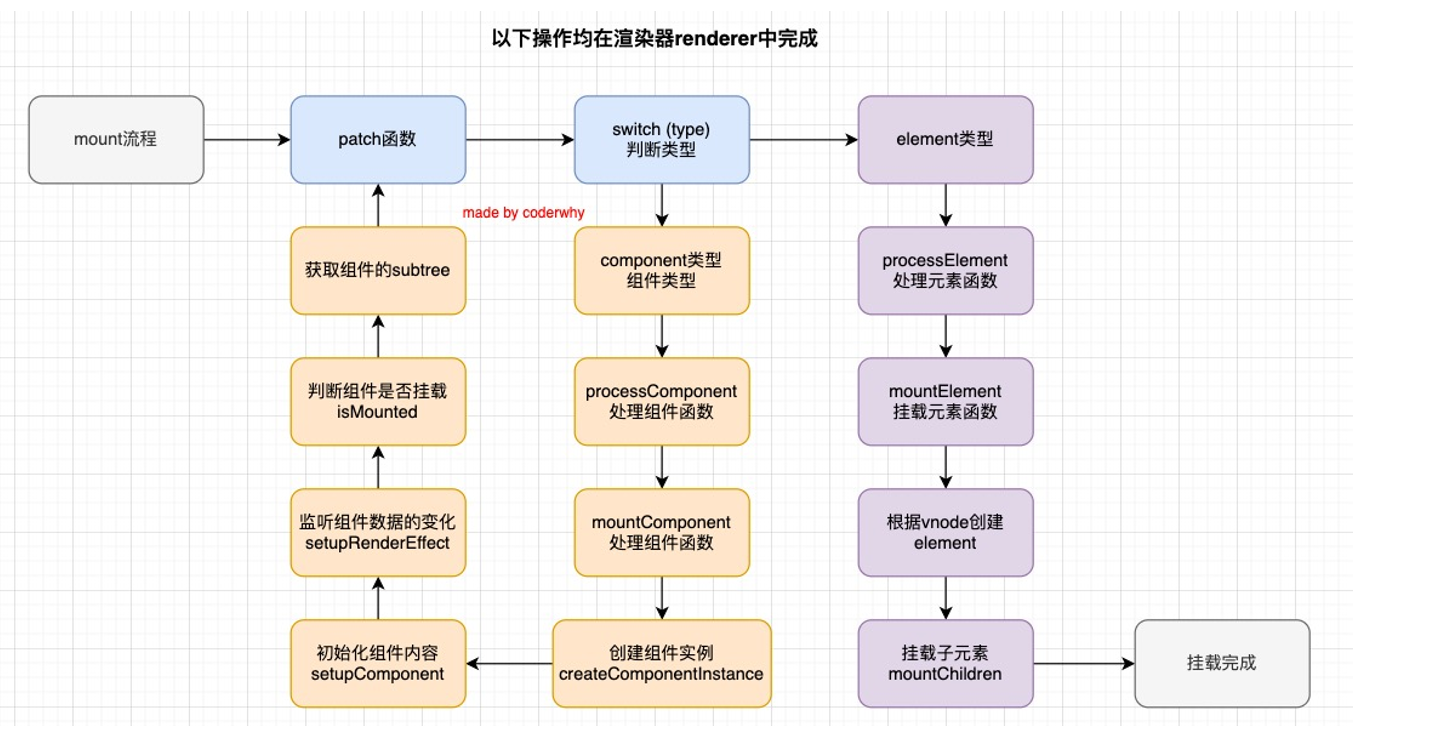 以下操作均在渲染器renderer中完成
mount流程
patch函数
switch (type)
判断类型
element类型
made by coderwhy
获取组件的subtree
component类型
组件类型
processElement
处理元素函数
判断组件是否挂载
isMounted
processComponent
处理组件函数
mountElement
挂载元素函数
监听组件数据的变化
setupRenderEffect
mountComponent
处理组件函数
根据vnode创建
element
初始化组件内容
setupComponent
创建组件实例
createComponentInstance
挂载子元素
mountChildren
挂载完成